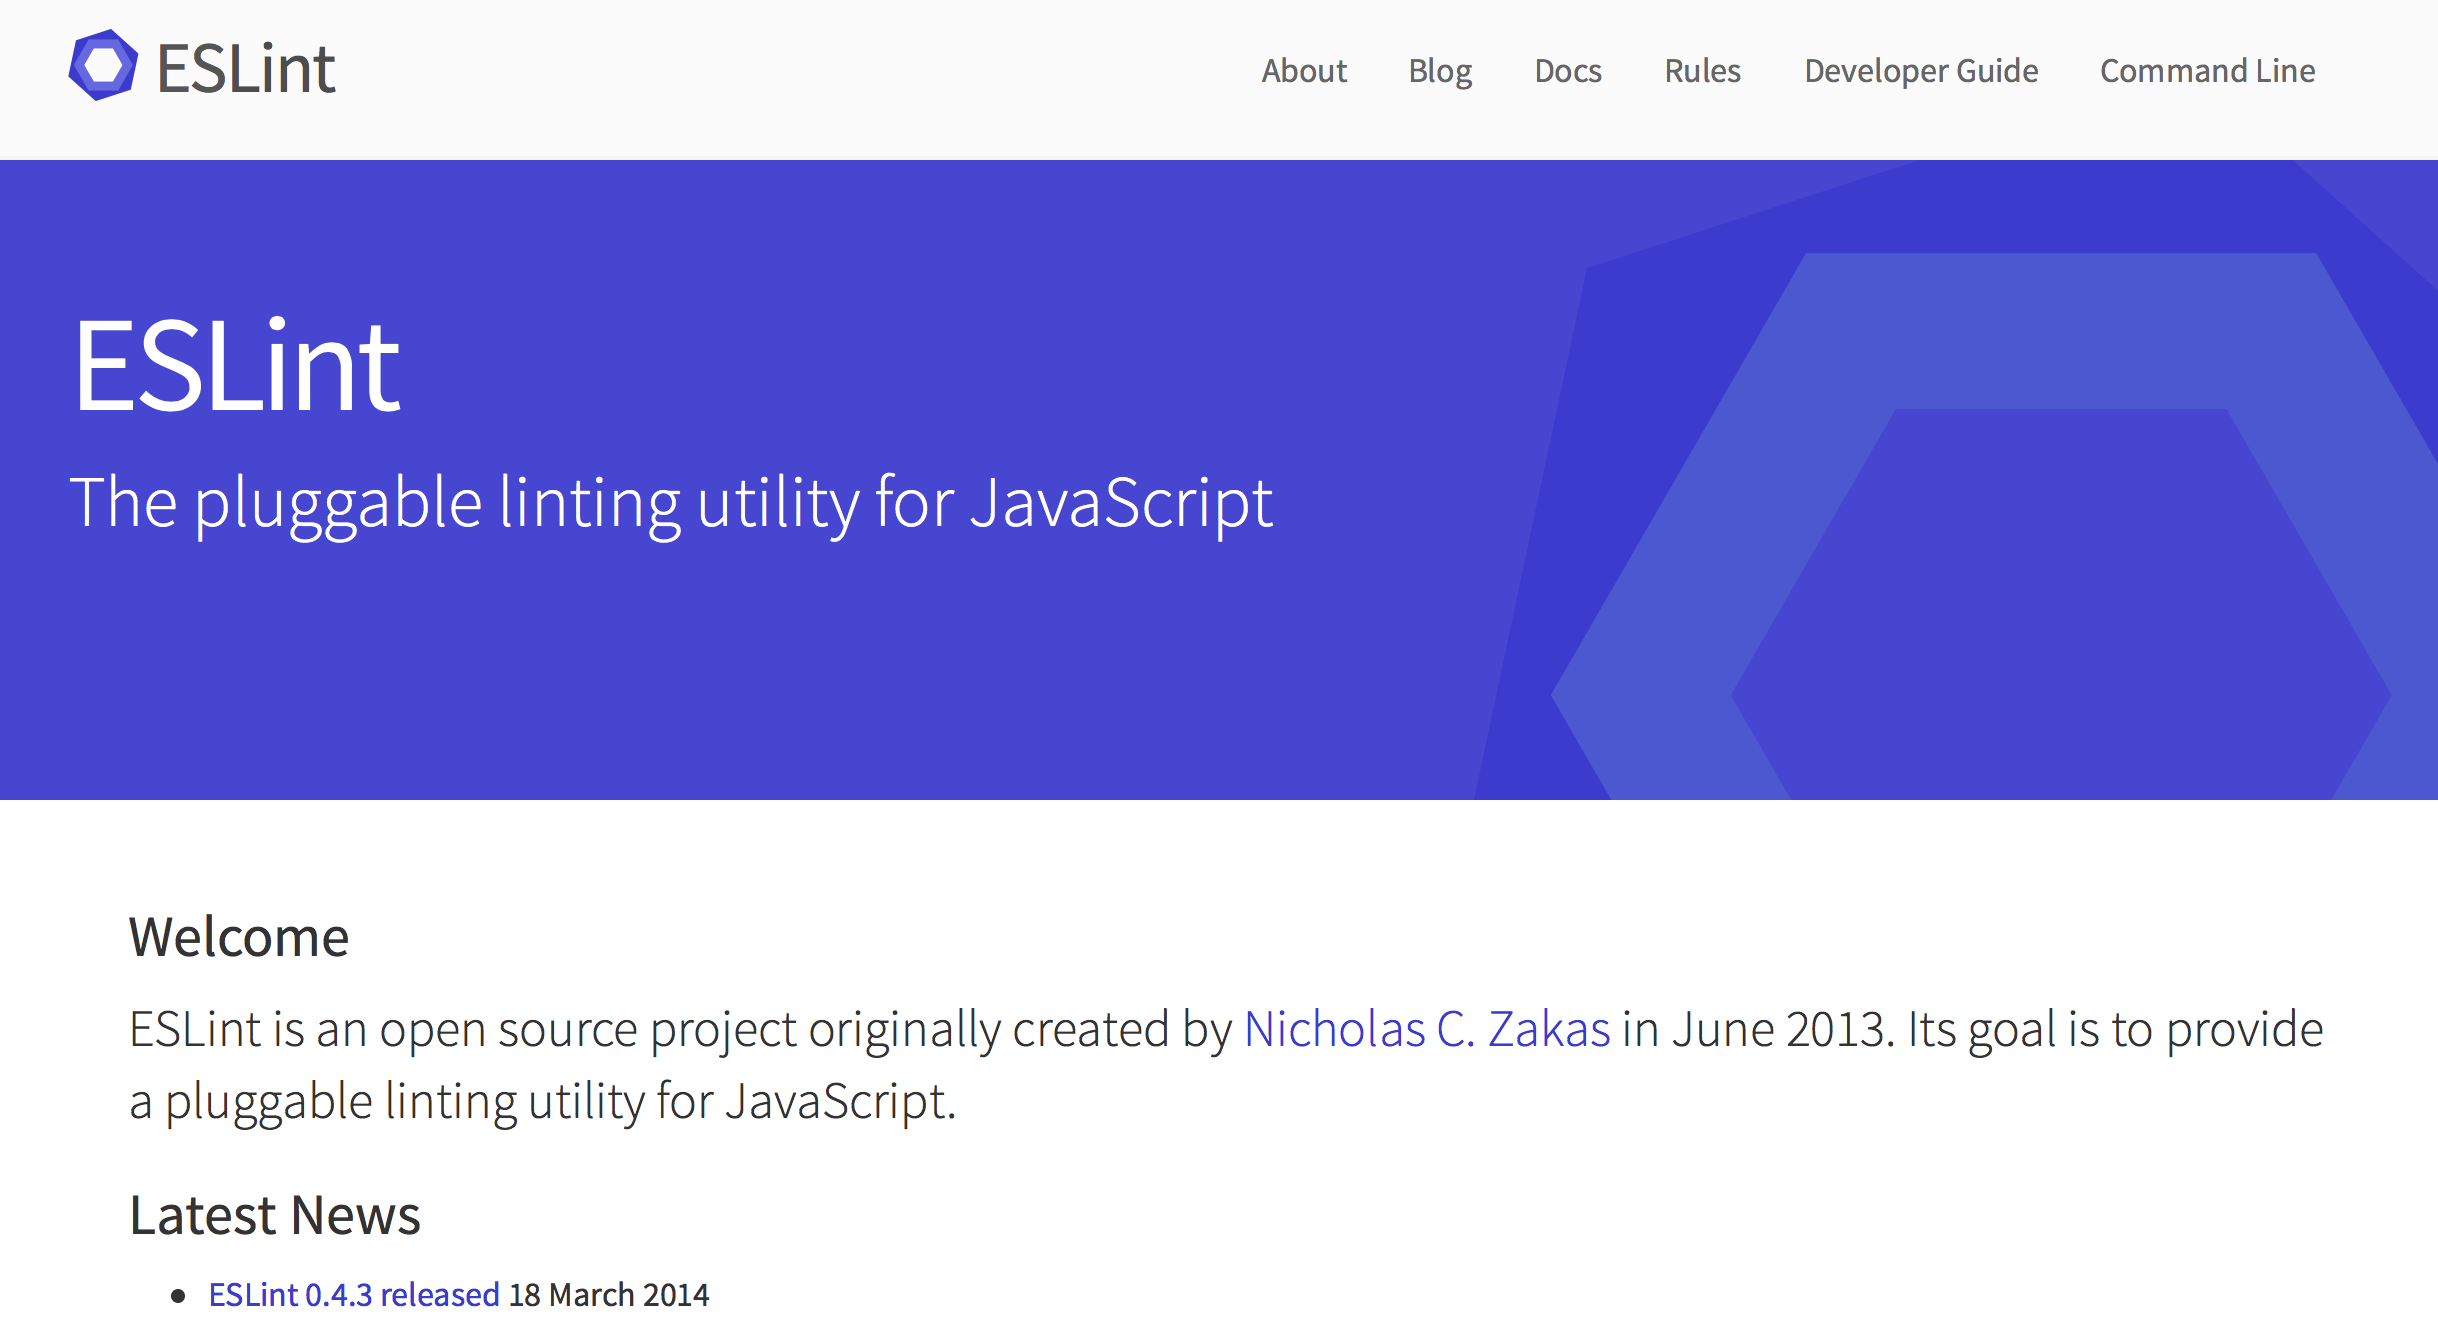 ESLint
About Blog Docs Rules Developer Guide Command Line
ESLint
The pluggable linting utility for JavaScript
Welcome
ESLint is an open source project originally created by Nicholas C. Zakas in June 2013. Its goal is to provide
a pluggable linting utility for JavaScript.
Latest News
ESLint 0.4.3 released 18 March 2014